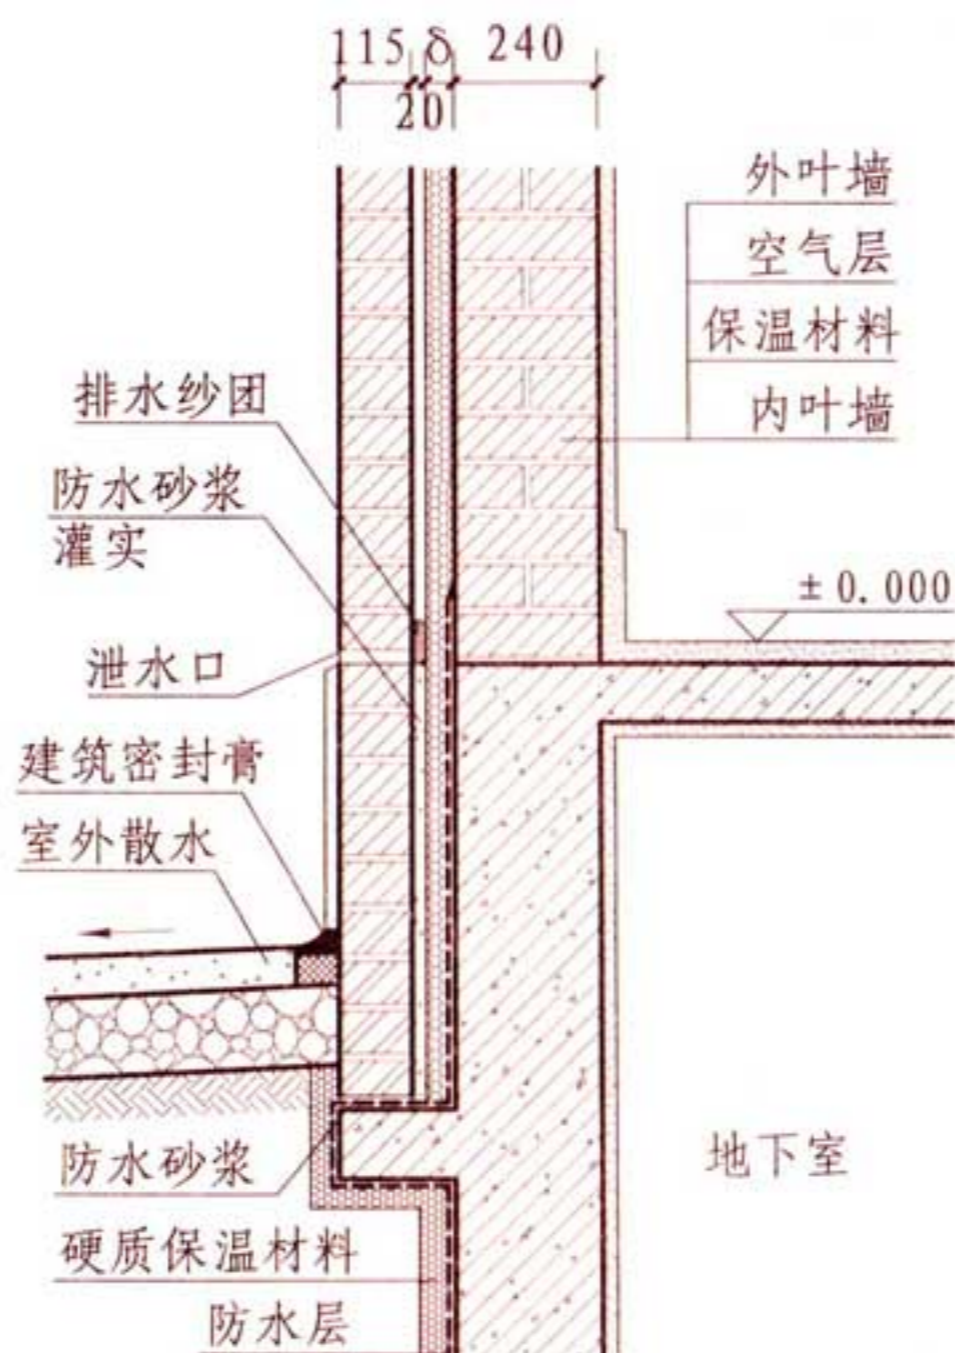 115 δ 240
20
外叶墙
空气层
保温材料
内叶墙
排水纱团
防水砂浆
灌实
±0.000
泄水口
建筑密封膏
室外散水
防水砂浆
地下室
硬质保温材料
防水层